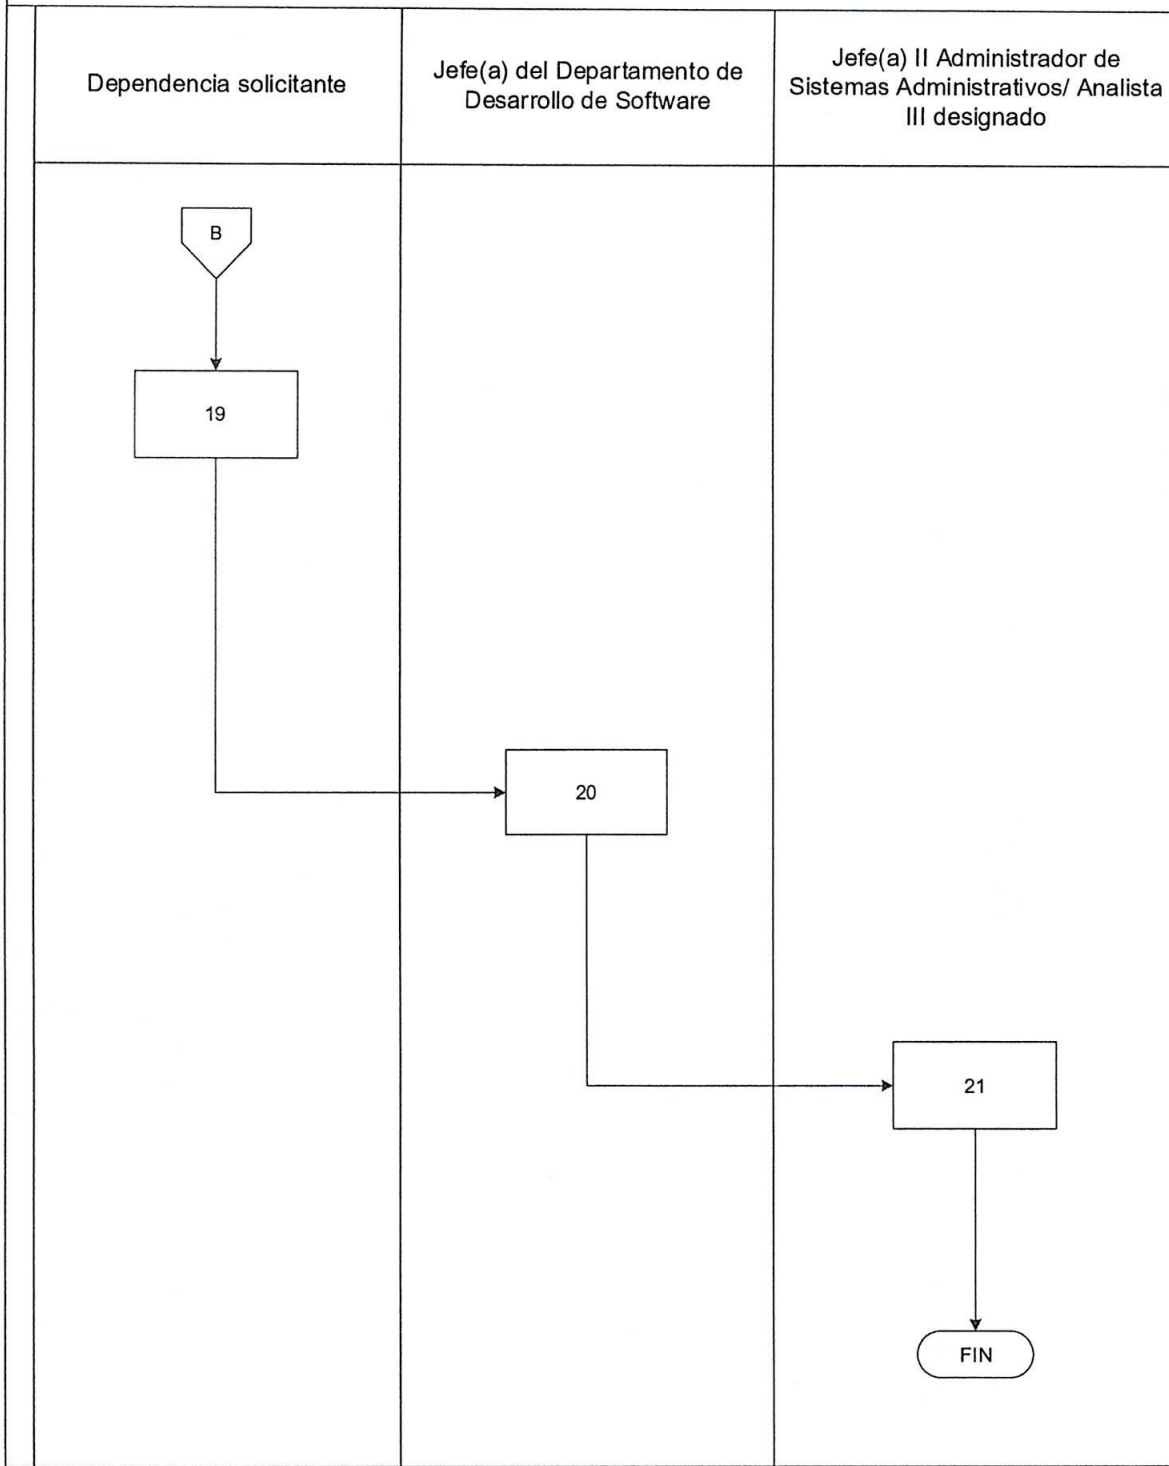 Dependencia solicitante
Jefe(a) del Departamento de
Desarrollo de Software
Jefe(a) II Administrador de
Sistemas Administrativos/ Analista
III designado
B
19
20
21
FIN